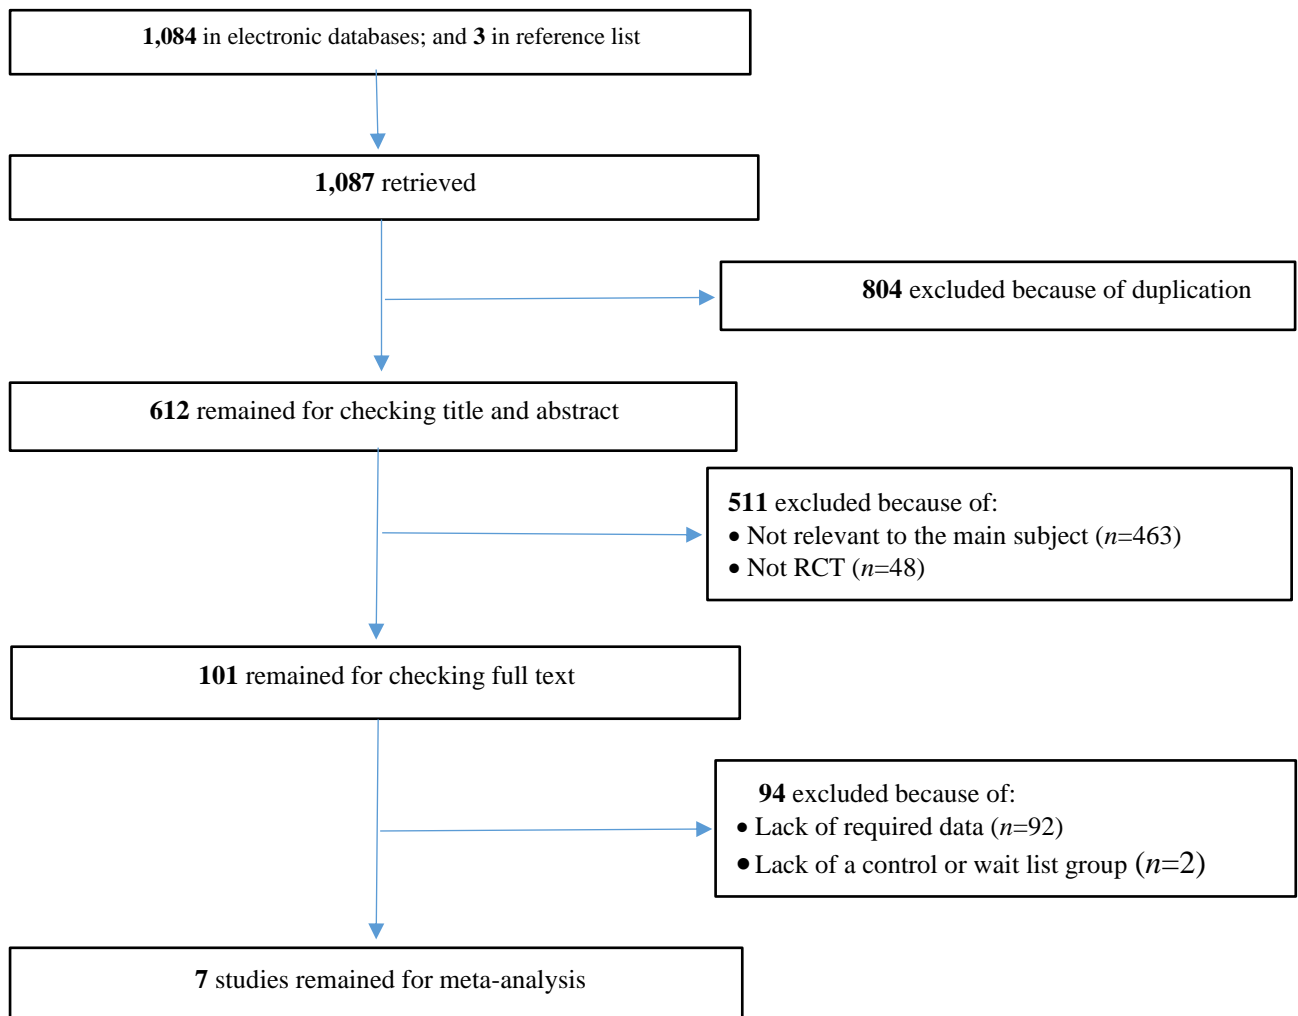 1,084 in electronic databases; and 3 in reference list
1,087 retrieved
804 excluded because of duplication
612 remained for checking title and abstract
511 excluded because of:
• Not relevant to the main subject (n=463)
• Not RCT (n=48)
101 remained for checking full text
94 excluded because of:
• Lack of required data (n=92)
• Lack of a control or wait list group (n=2)
7 studies remained for meta-analysis